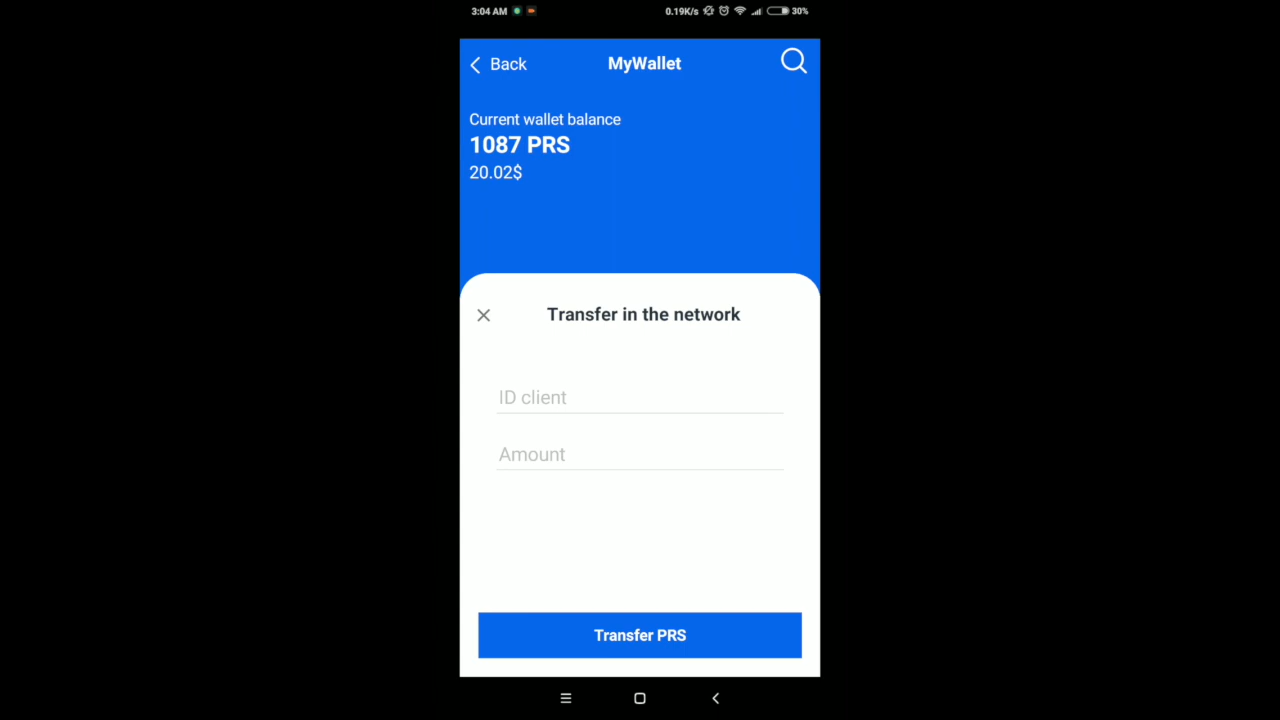 3:04 AM 0.19K/s 30%
Back MyWallet
Current wallet balance
1087 PRS
20.02$
Transfer in the network
ID client
Amount
Transfer PRS